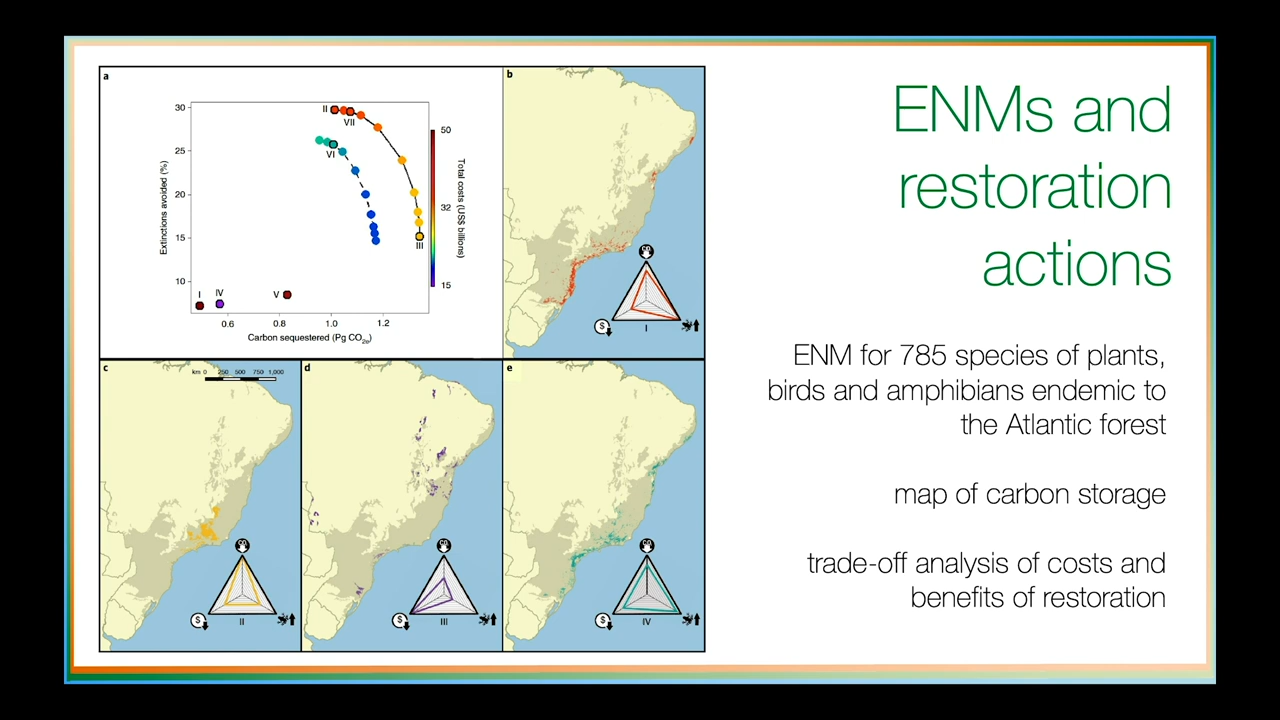 a
30
25
20
15
10
Extinctions avoided (%)
II
VII
VI
III
I
IV
V
0.6
0.8
1.0
1.2
Carbon sequestered (Pg CO2e)
50
32
15
Total costs (US$ billions)
b
I
c
km 0 250 500 750 1,000
$
II
d
$
III
e
$
IV
$
ENMs and
restoration
actions
ENM for 785 species of plants,
birds and amphibians endemic to
the Atlantic forest
map of carbon storage
trade-off analysis of costs and
benefits of restoration